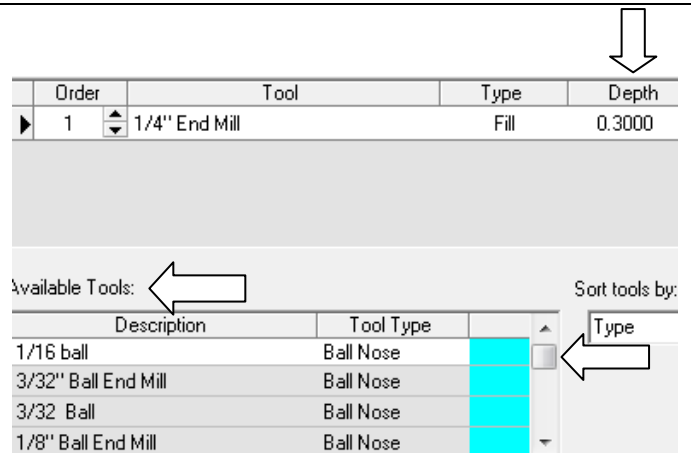 Order Tool Type Depth
1 1/4" End Mill Fill 0.3000
Available Tools: Sort tools by:
Description Tool Type Type
1/16 ball Ball Nose
3/32" Ball End Mill Ball Nose
3/32 Ball Ball Nose
1/8" Ball End Mill Ball Nose